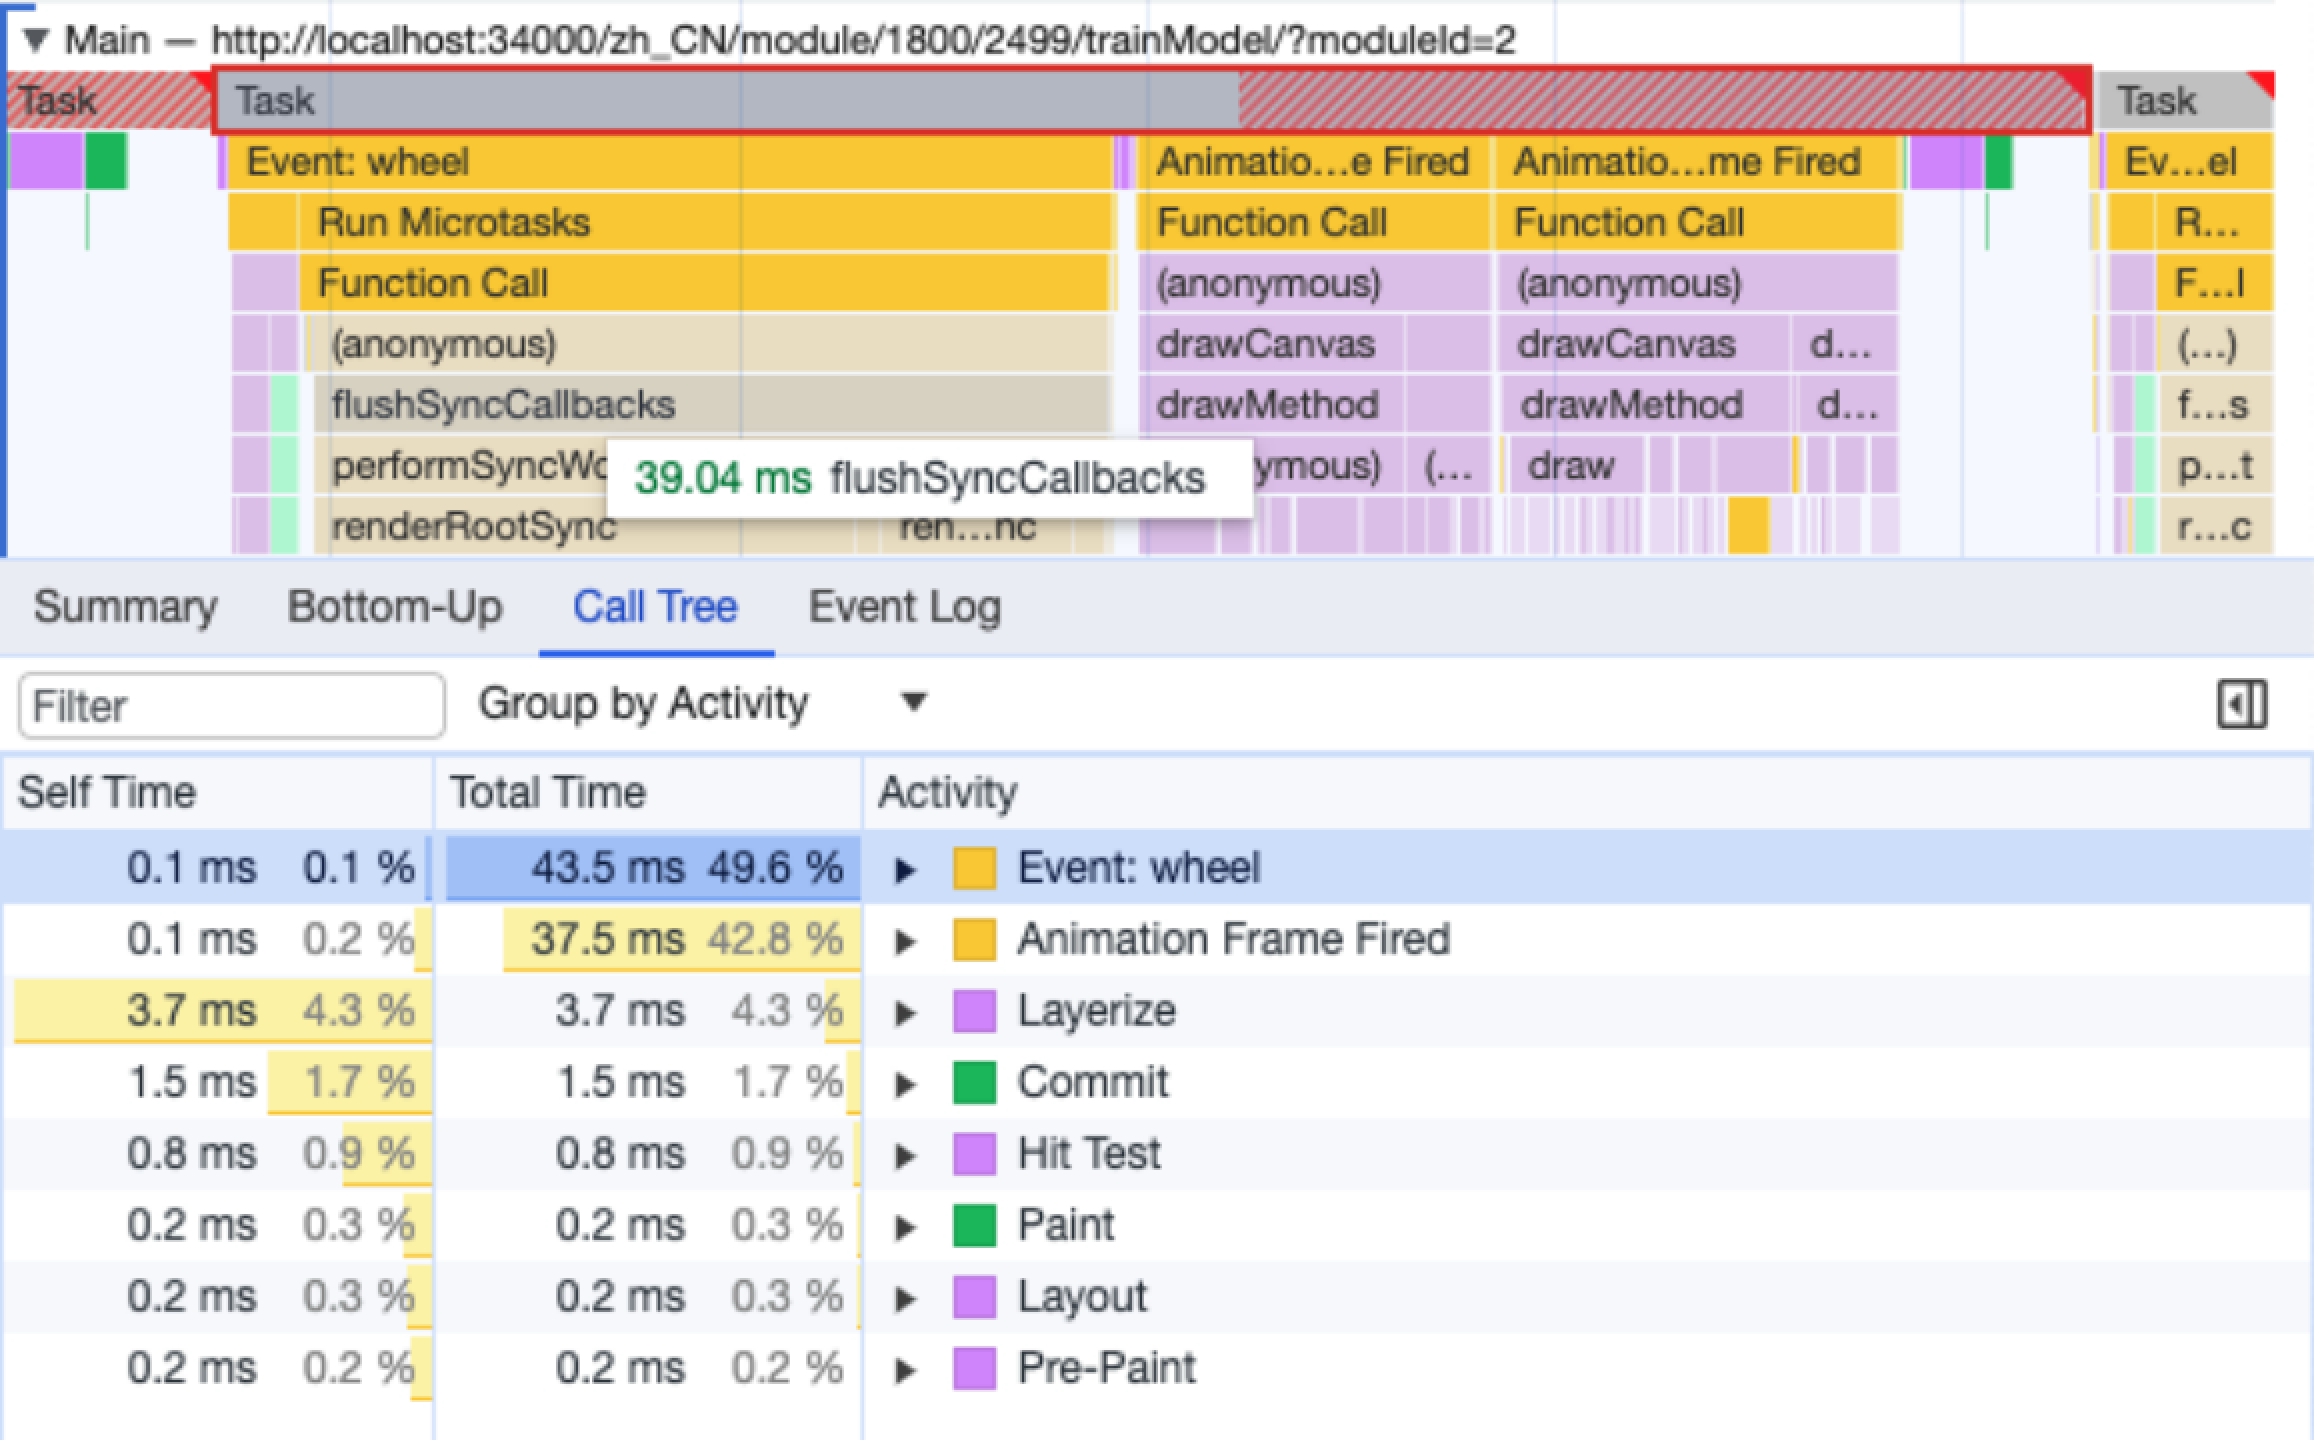 Main — http://localhost:34000/zh_CN/module/1800/2499/trainModel/?moduleId=2
Task Task Task
Event: wheel Animatio…e Fired Animatio…me Fired Ev…el
Run Microtasks Function Call Function Call R…
Function Call (anonymous) (anonymous) F…l
(anonymous) drawCanvas drawCanvas d… (…)
flushSyncCallbacks drawMethod drawMethod d… f…s
performSyncWo ymous) (… draw p…t
39.04 ms flushSyncCallbacks
renderRootSync ren…nc r…c
Summary Bottom-Up Call Tree Event Log
Filter Group by Activity
Self Time Total Time Activity
0.1 ms 0.1 % 43.5 ms 49.6 % Event: wheel
0.1 ms 0.2 % 37.5 ms 42.8 % Animation Frame Fired
3.7 ms 4.3 % 3.7 ms 4.3 % Layerize
1.5 ms 1.7 % 1.5 ms 1.7 % Commit
0.8 ms 0.9 % 0.8 ms 0.9 % Hit Test
0.2 ms 0.3 % 0.2 ms 0.3 % Paint
0.2 ms 0.3 % 0.2 ms 0.3 % Layout
0.2 ms 0.2 % 0.2 ms 0.2 % Pre-Paint